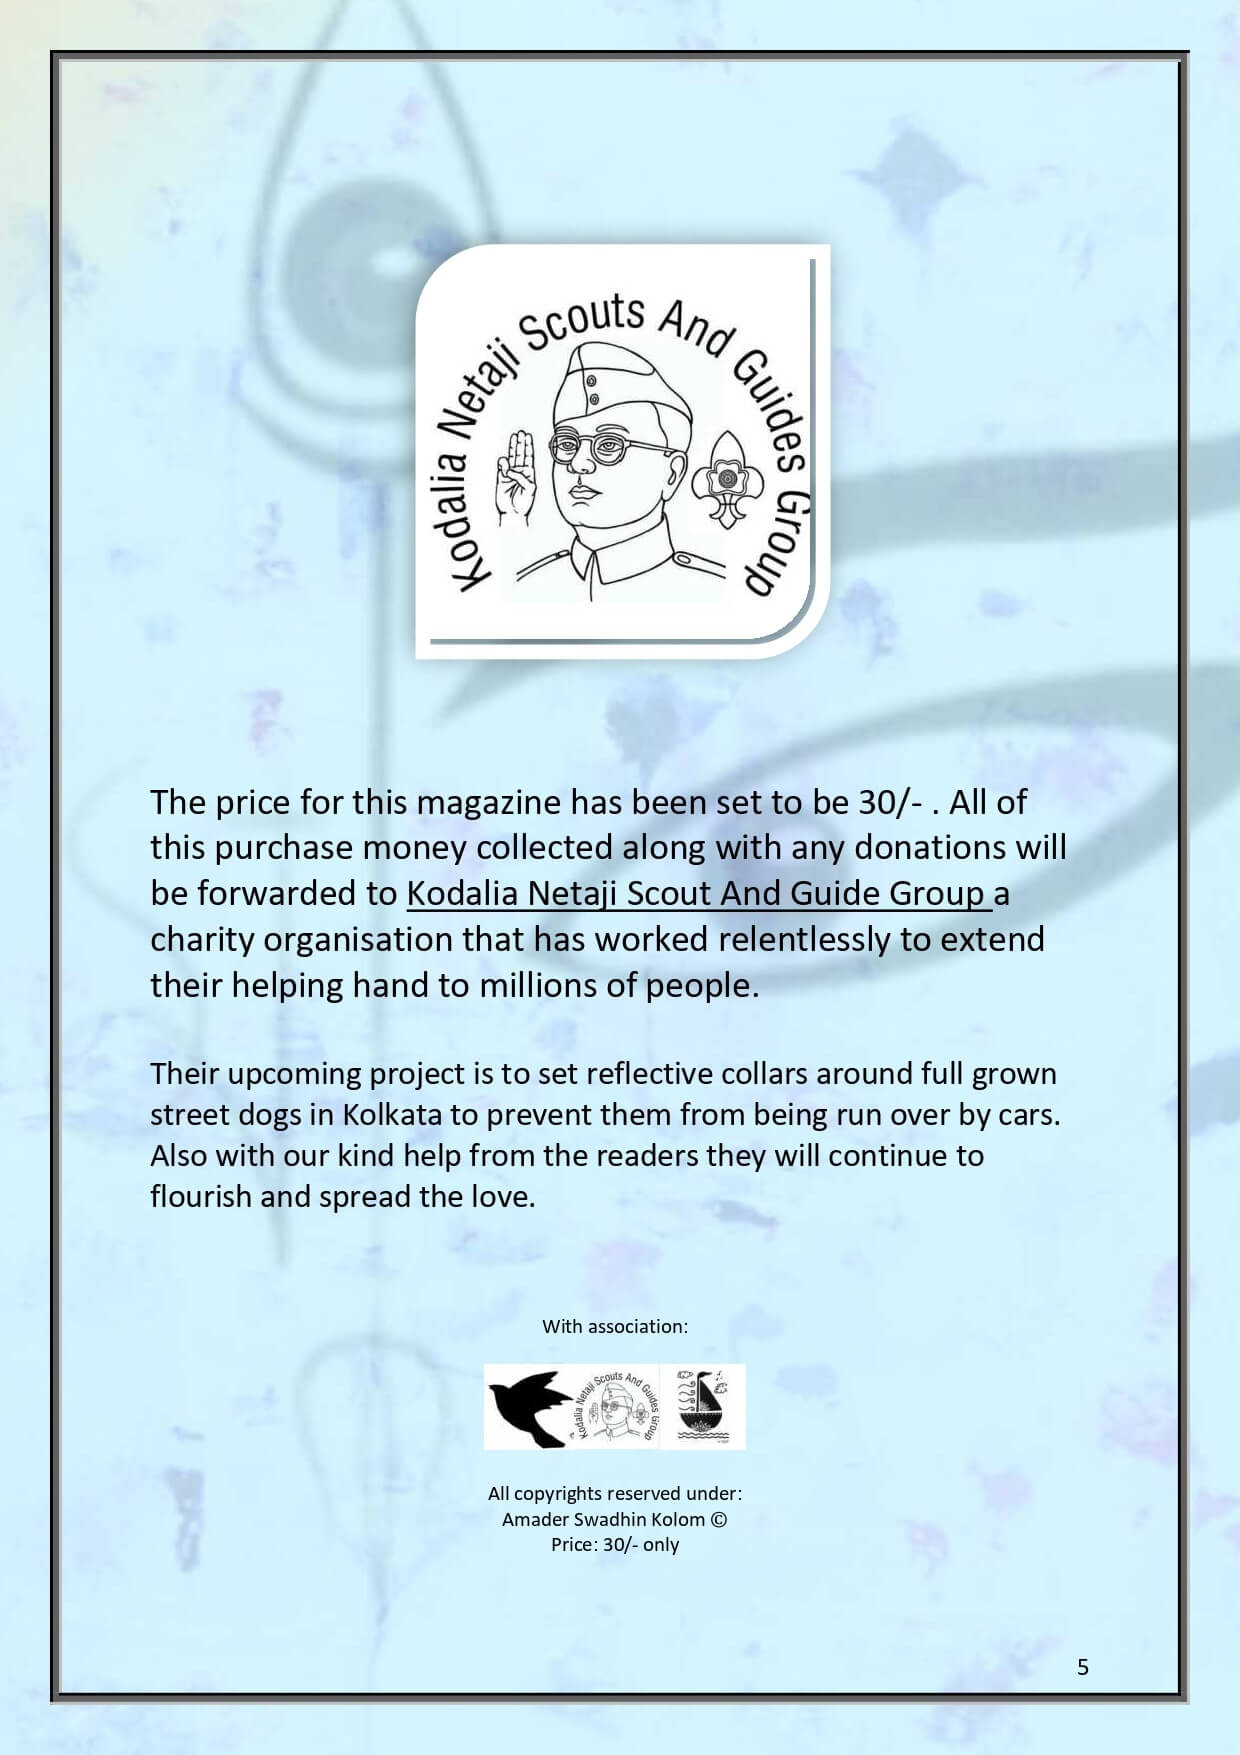 Kodalia Netaji Scouts And Guides Group
The price for this magazine has been set to be 30/- . All of
this purchase money collected along with any donations will
be forwarded to Kodalia Netaji Scout And Guide Group a
charity organisation that has worked relentlessly to extend
their helping hand to millions of people.
Their upcoming project is to set reflective collars around full grown
street dogs in Kolkata to prevent them from being run over by cars.
Also with our kind help from the readers they will continue to
flourish and spread the love.
With association:
Kodalia Netaji Scouts And Guides Group
All copyrights reserved under:
Amader Swadhin Kolom ©
Price: 30/- only
5